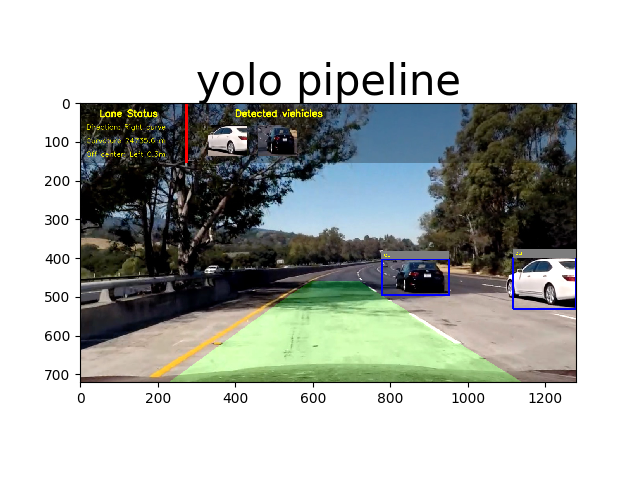 yolo pipeline
Lane Status
Detected viehicles
Direction: Right curve
Off center: Left 0.3m
0
100
200
300
400
500
600
700
0 200 400 600 800 1000 1200